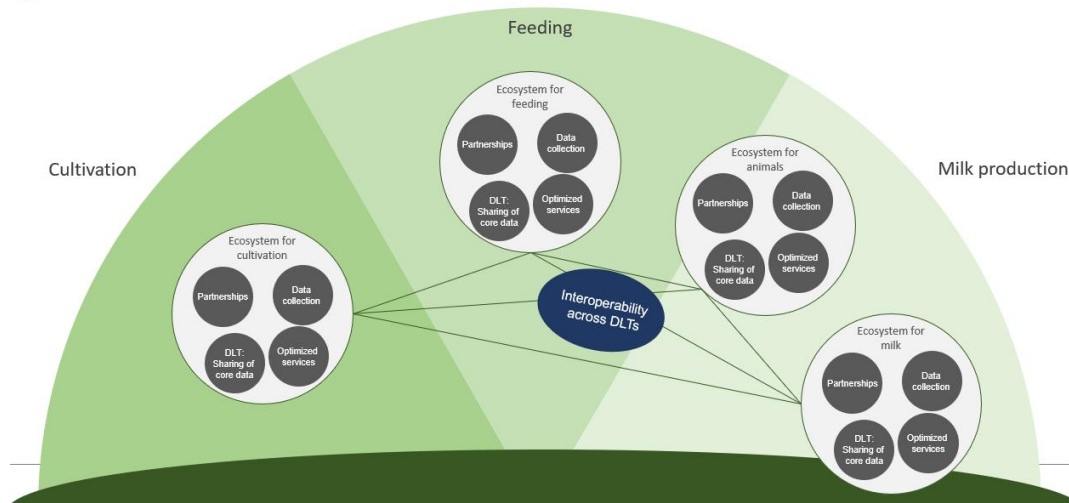 Feeding
Cultivation
Milk production
Ecosystem for
feeding
Partnerships
Data
collection
DLT:
Sharing of
core data
Optimized
services
Ecosystem for
animals
Partnerships
Data
collection
DLT:
Sharing of
core data
Optimized
services
Ecosystem for
cultivation
Partnerships
Data
collection
DLT:
Sharing of
core data
Optimized
services
Interoperability
across DLTs
Ecosystem for
milk
Partnerships
Data
collection
DLT:
Sharing of
core data
Optimized
services